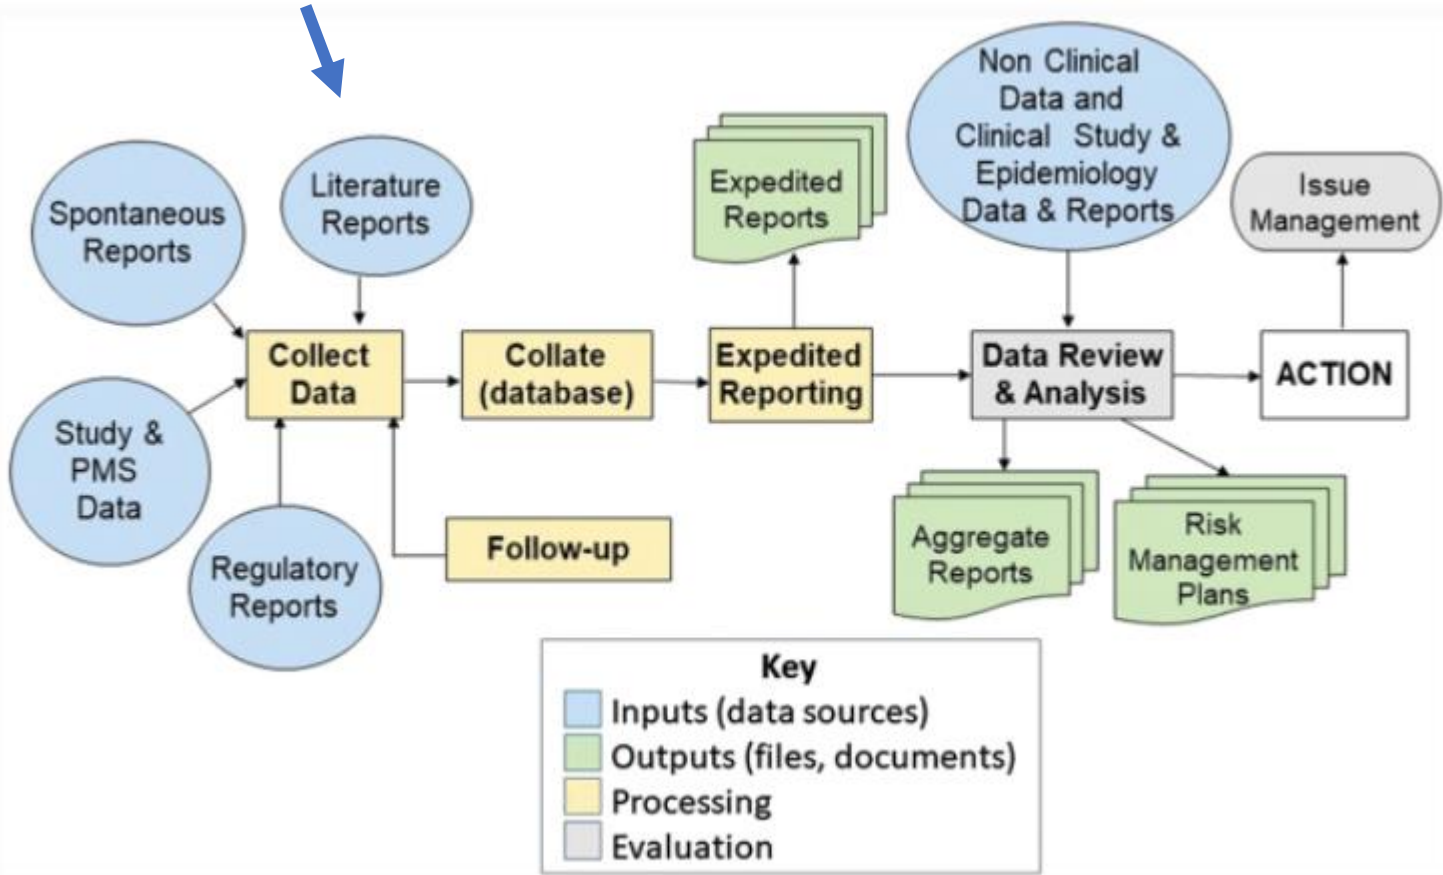 Non Clinical
Data and
Clinical Study &
Epidemiology
Data & Reports
Literature
Reports
Spontaneous
Reports
Expedited
Reports
Issue
Management
Collect
Data
Collate
(database)
Expedited
Reporting
Data Review
& Analysis
ACTION
Study &
PMS
Data
Follow-up
Regulatory
Reports
Aggregate
Reports
Risk
Management
Plans
Key
Inputs (data sources)
Outputs (files, documents)
Processing
Evaluation